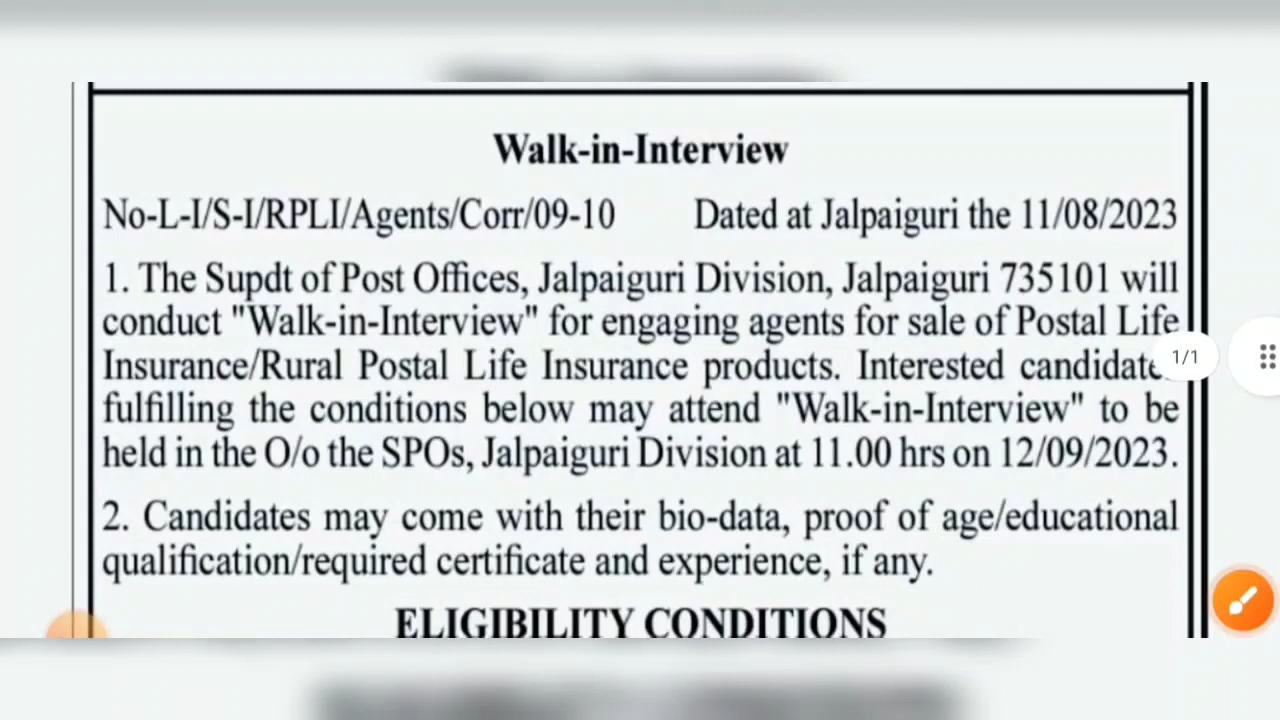 Walk-in-Interview
No-L-I/S-I/RPLI/Agents/Corr/09-10 Dated at Jalpaiguri the 11/08/2023
1. The Supdt of Post Offices, Jalpaiguri Division, Jalpaiguri 735101 will
conduct "Walk-in-Interview" for engaging agents for sale of Postal Life
Insurance/Rural Postal Life Insurance products. Interested candidate
1/1
fulfilling the conditions below may attend "Walk-in-Interview" to be
held in the O/o the SPOs, Jalpaiguri Division at 11.00 hrs on 12/09/2023.
2. Candidates may come with their bio-data, proof of age/educational
qualification/required certificate and experience, if any.
ELIGIBILITY CONDITIONS